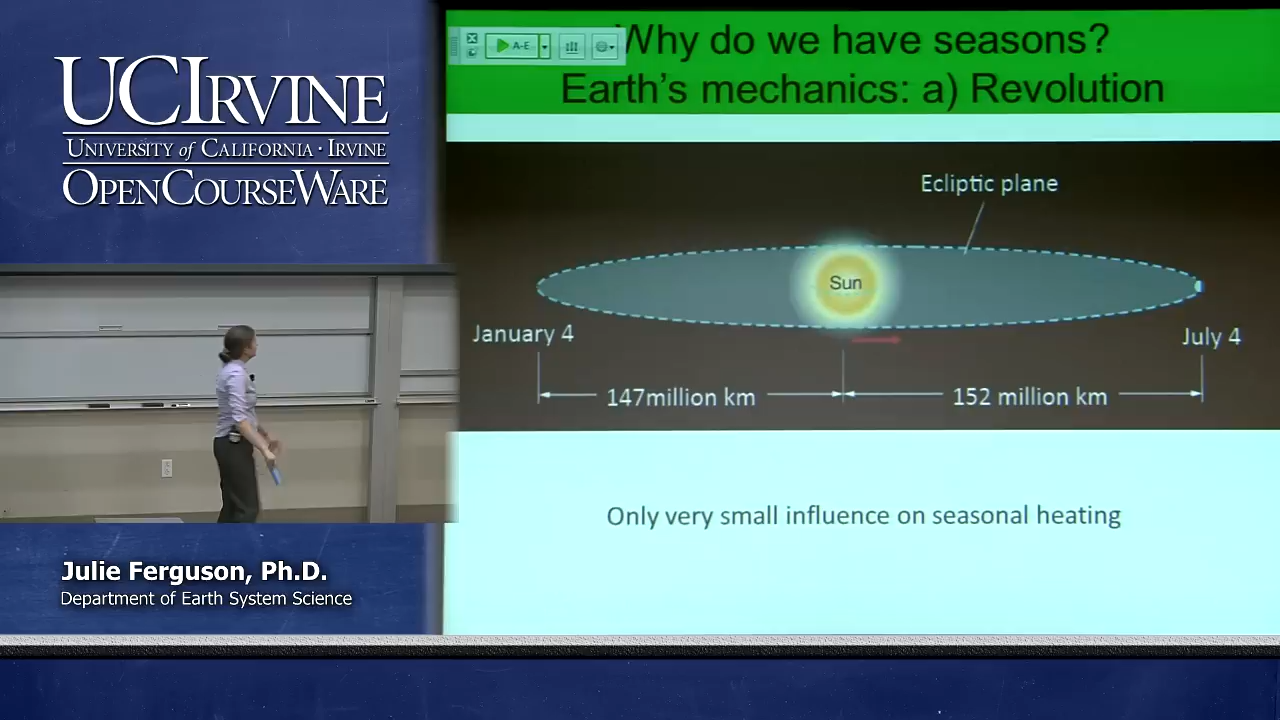 UCIRVINE
UNIVERSITY of CALIFORNIA · IRVINE
OPENCOURSEWARE
A-E
Why do we have seasons?
Earth's mechanics: a) Revolution
Ecliptic plane
Sun
January 4
July 4
147million km
152 million km
Only very small influence on seasonal heating
Julie Ferguson, Ph.D.
Department of Earth System Science